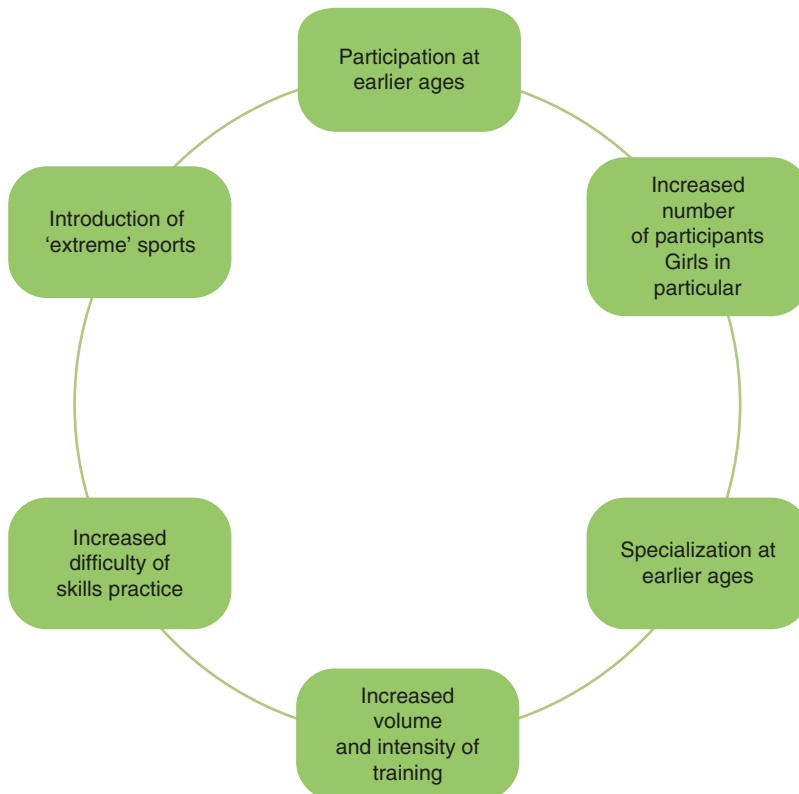 Participation at
earlier ages
Increased
number
of participants
Girls in
particular
Specialization at
earlier ages
Increased
volume
and intensity of
training
Increased
difficulty of
skills practice
Introduction of
‘extreme’ sports